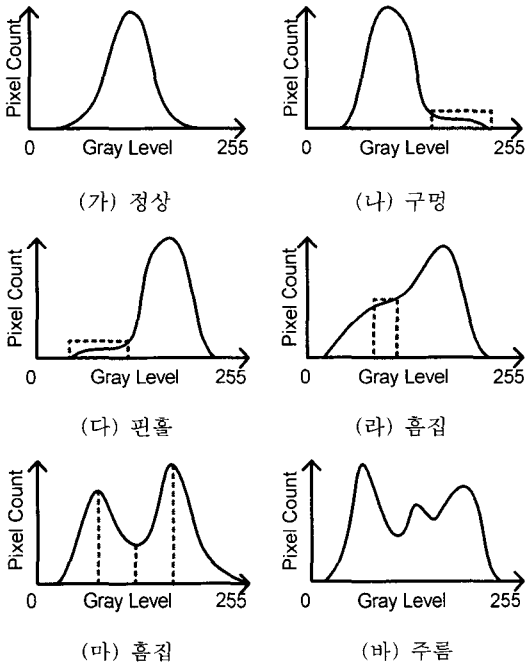 Pixel Count
0 Gray Level 255
(가) 정상
Pixel Count
0 Gray Level 255
(나) 구멍
Pixel Count
0 Gray Level 255
(다) 핀홀
Pixel Count
0 Gray Level 255
(라) 흠집
Pixel Count
0 Gray Level 255
(마) 흠집
Pixel Count
0 Gray Level 255
(바) 주름